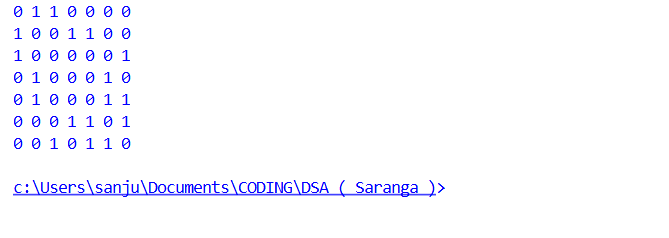 0 1 1 0 0 0 0
1 0 0 1 1 0 0
1 0 0 0 0 0 1
0 1 0 0 0 1 0
0 1 0 0 0 1 1
0 0 0 1 1 0 1
0 0 1 0 1 1 0
c:\Users\sanju\Documents\CODING\DSA ( Saranga )>